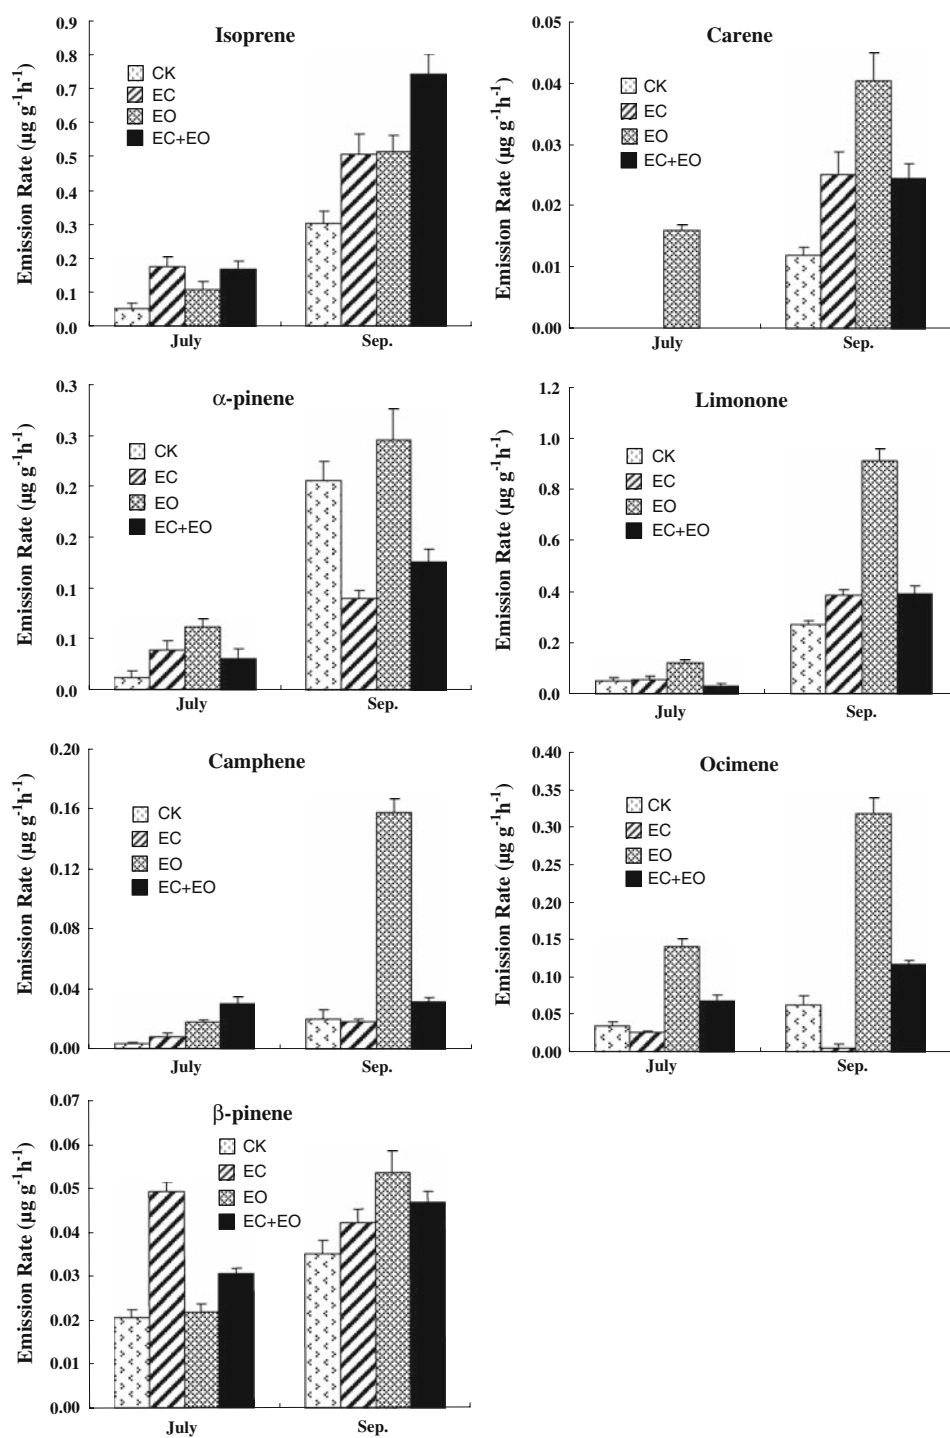 Isoprene
Emission Rate (µg g-1h-1)
0.9
0.8
0.7
0.6
0.5
0.4
0.3
0.2
0.1
0.0
CK
EC
EO
EC+EO
July
Sep.
Carene
Emission Rate (µg g-1h-1)
0.05
0.04
0.03
0.02
0.01
0.00
CK
EC
EO
EC+EO
July
Sep.
α-pinene
Emission Rate (µg g-1h-1)
0.3
0.3
0.2
0.2
0.1
0.1
0.0
CK
EC
EO
EC+EO
July
Sep.
Limonone
Emission Rate (µg g-1h-1)
1.2
1.0
0.8
0.6
0.4
0.2
0.0
CK
EC
EO
EC+EO
July
Sep.
Camphene
Emission Rate (µg g-1h-1)
0.20
0.16
0.12
0.08
0.04
0.00
CK
EC
EO
EC+EO
July
Sep.
Ocimene
Emission Rate (µg g-1h-1)
0.40
0.35
0.30
0.25
0.20
0.15
0.10
0.05
0.00
CK
EC
EO
EC+EO
July
Sep.
β-pinene
Emission Rate (µg g-1h-1)
0.07
0.06
0.05
0.04
0.03
0.02
0.01
0.00
CK
EC
EO
EC+EO
July
Sep.